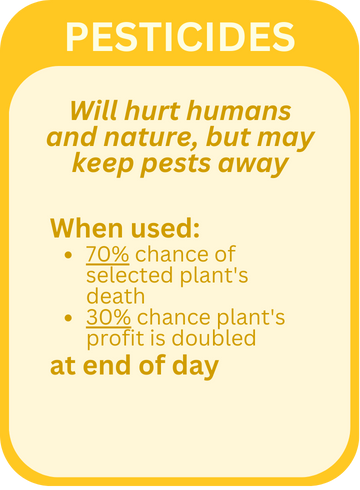 PESTICIDES
Will hurt humans
and nature, but may
keep pests away
When used:
• 70% chance of
selected plant's
death
• 30% chance plant's
profit is doubled
at end of day